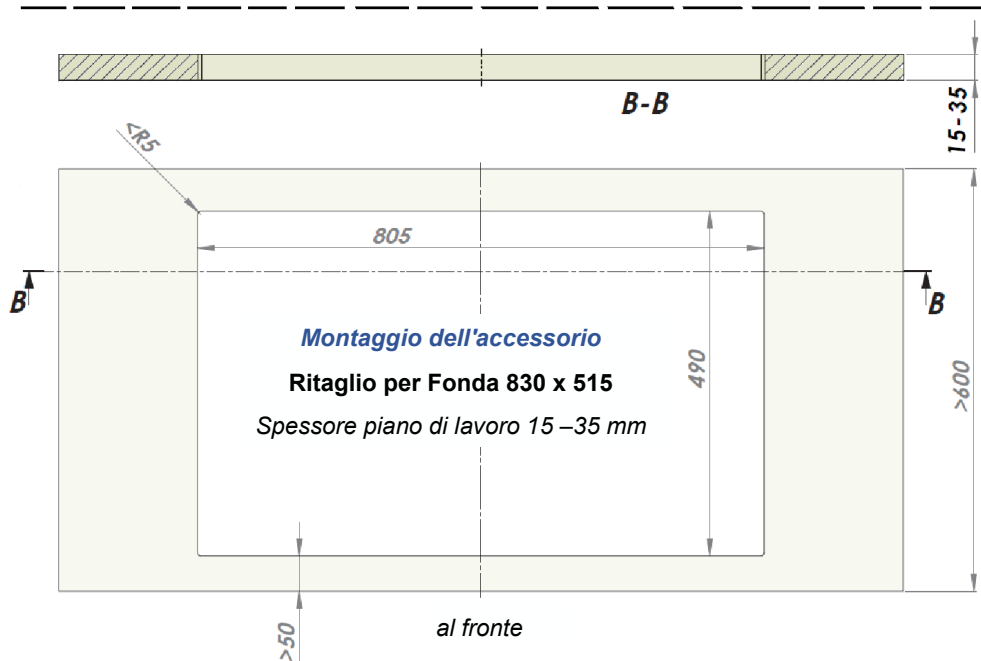 B-B
15-35
<R5
805
B
B
490
>600
Montaggio dell'accessorio
Ritaglio per Fonda 830 x 515
Spessore piano di lavoro 15 –35 mm
>50
al fronte